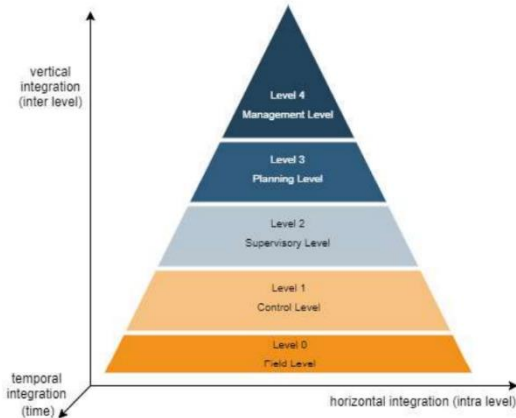 vertical
integration
(inter level)
Level 4
Management Level
Level 3
Planning Level
Level 2
Supervisory Level
Level 1
Control Level
Level 0
Field Level
temporal
integration
(time)
horizontal integration (intra level)